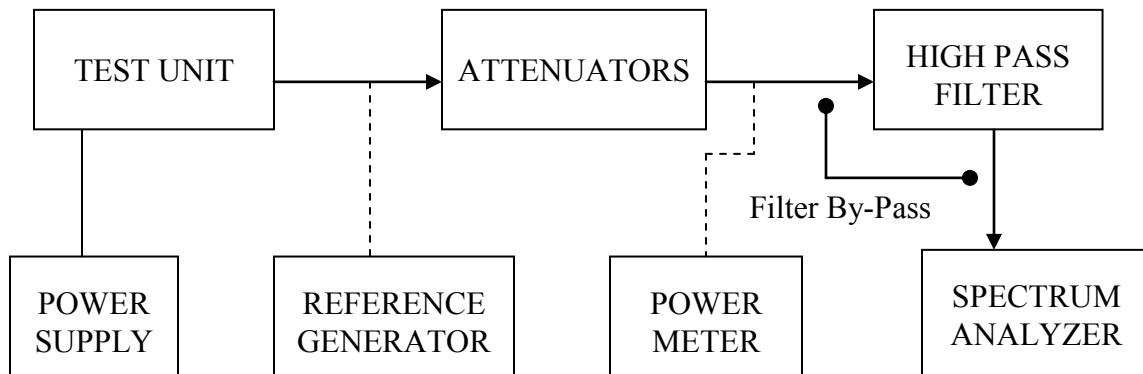 TEST UNIT
ATTENUATORS
HIGH PASS
FILTER
Filter By-Pass
POWER
SUPPLY
REFERENCE
GENERATOR
POWER
METER
SPECTRUM
ANALYZER